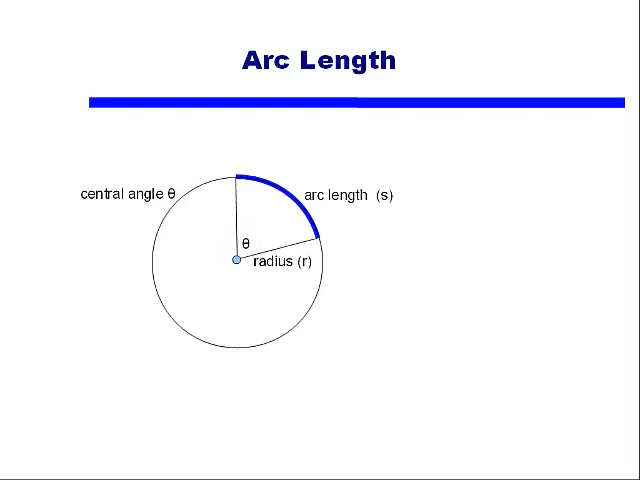 Arc Length
central angle θ
arc length (s)
θ
radius (r)